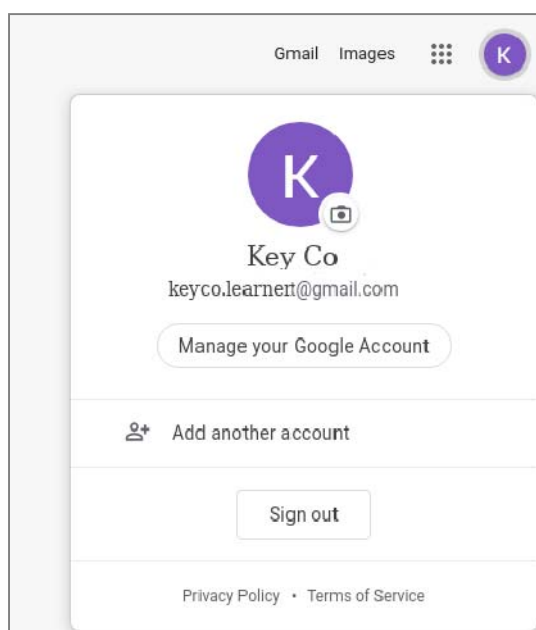 Gmail Images
K
K
Key Co
keyco.learnert@gmail.com
Manage your Google Account
Add another account
Sign out
Privacy Policy • Terms of Service